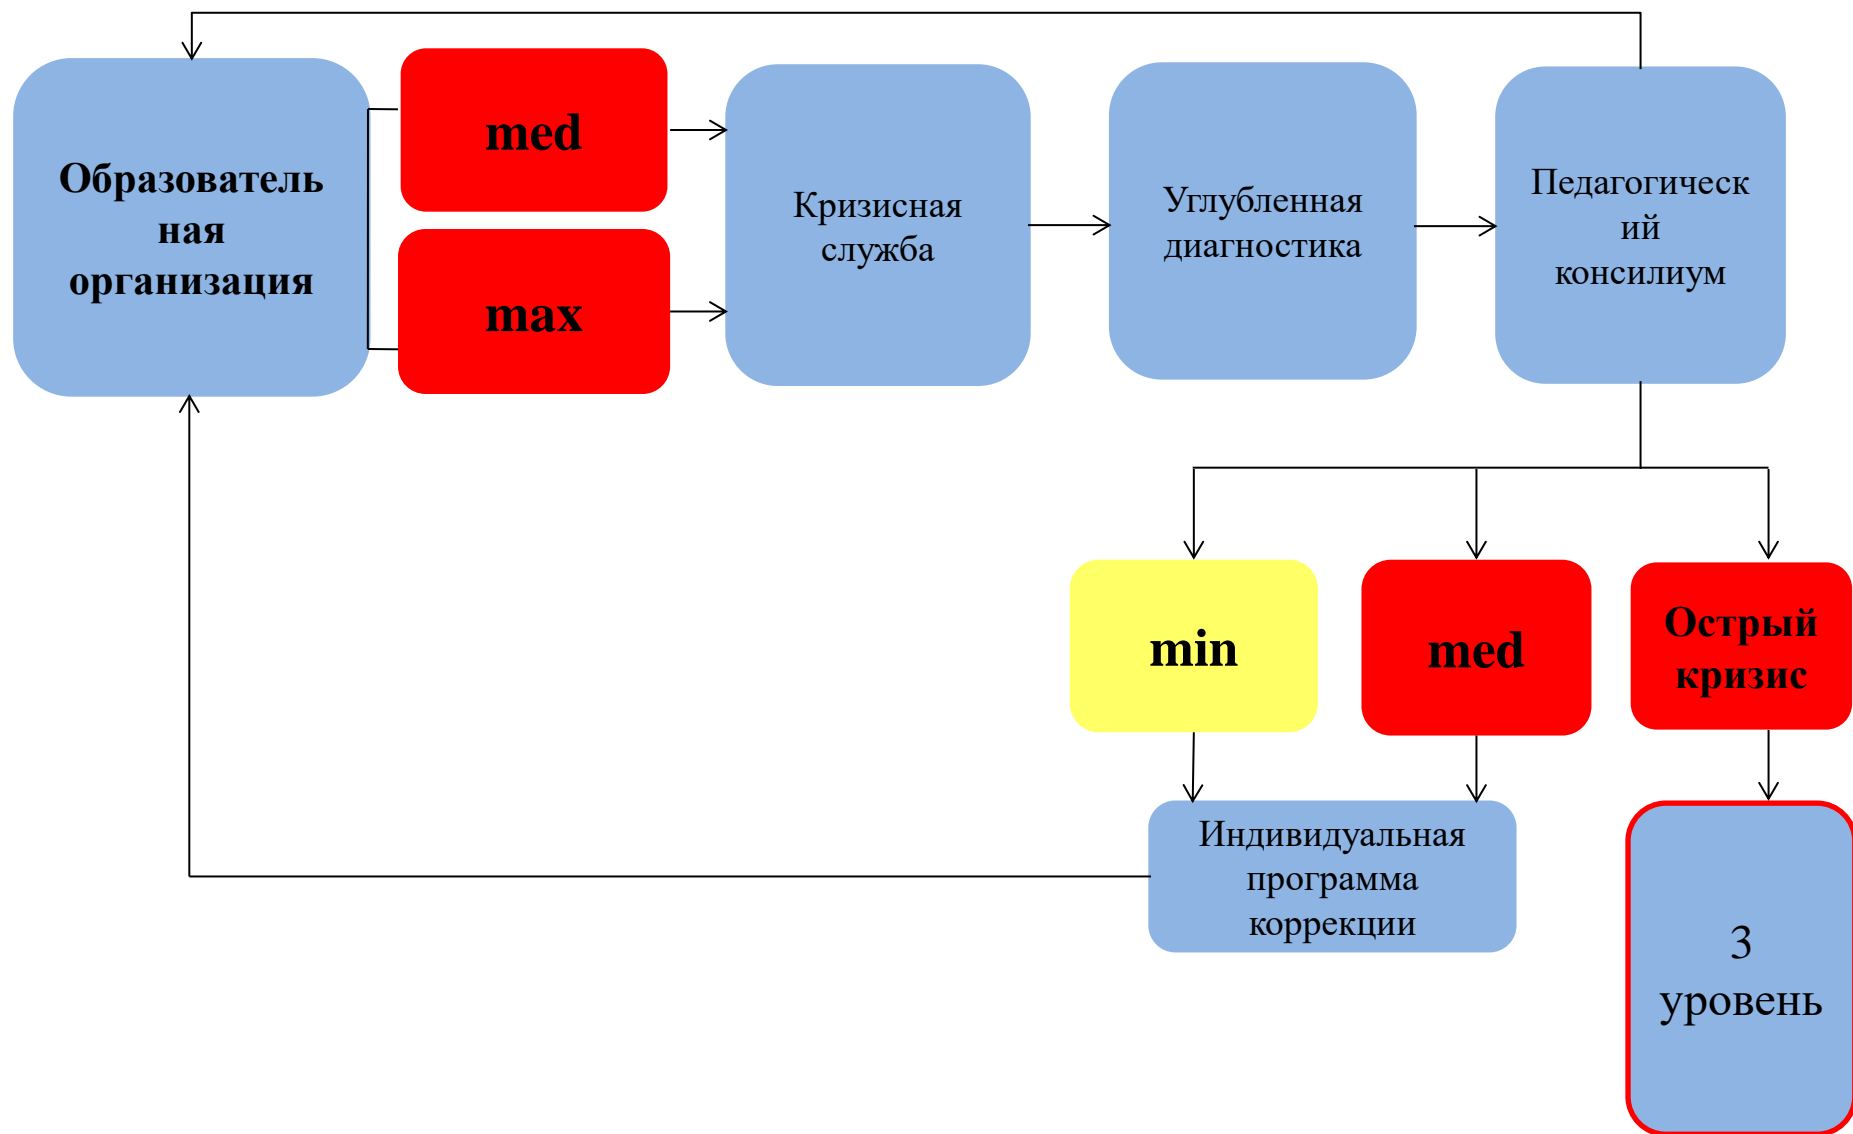 Образователь
ная
организация
med
max
Кризисная
служба
Углубленная
диагностика
Педагогическ
ий
консилиум
min
med
Острый
кризис
Индивидуальная
программа
коррекции
3
уровень